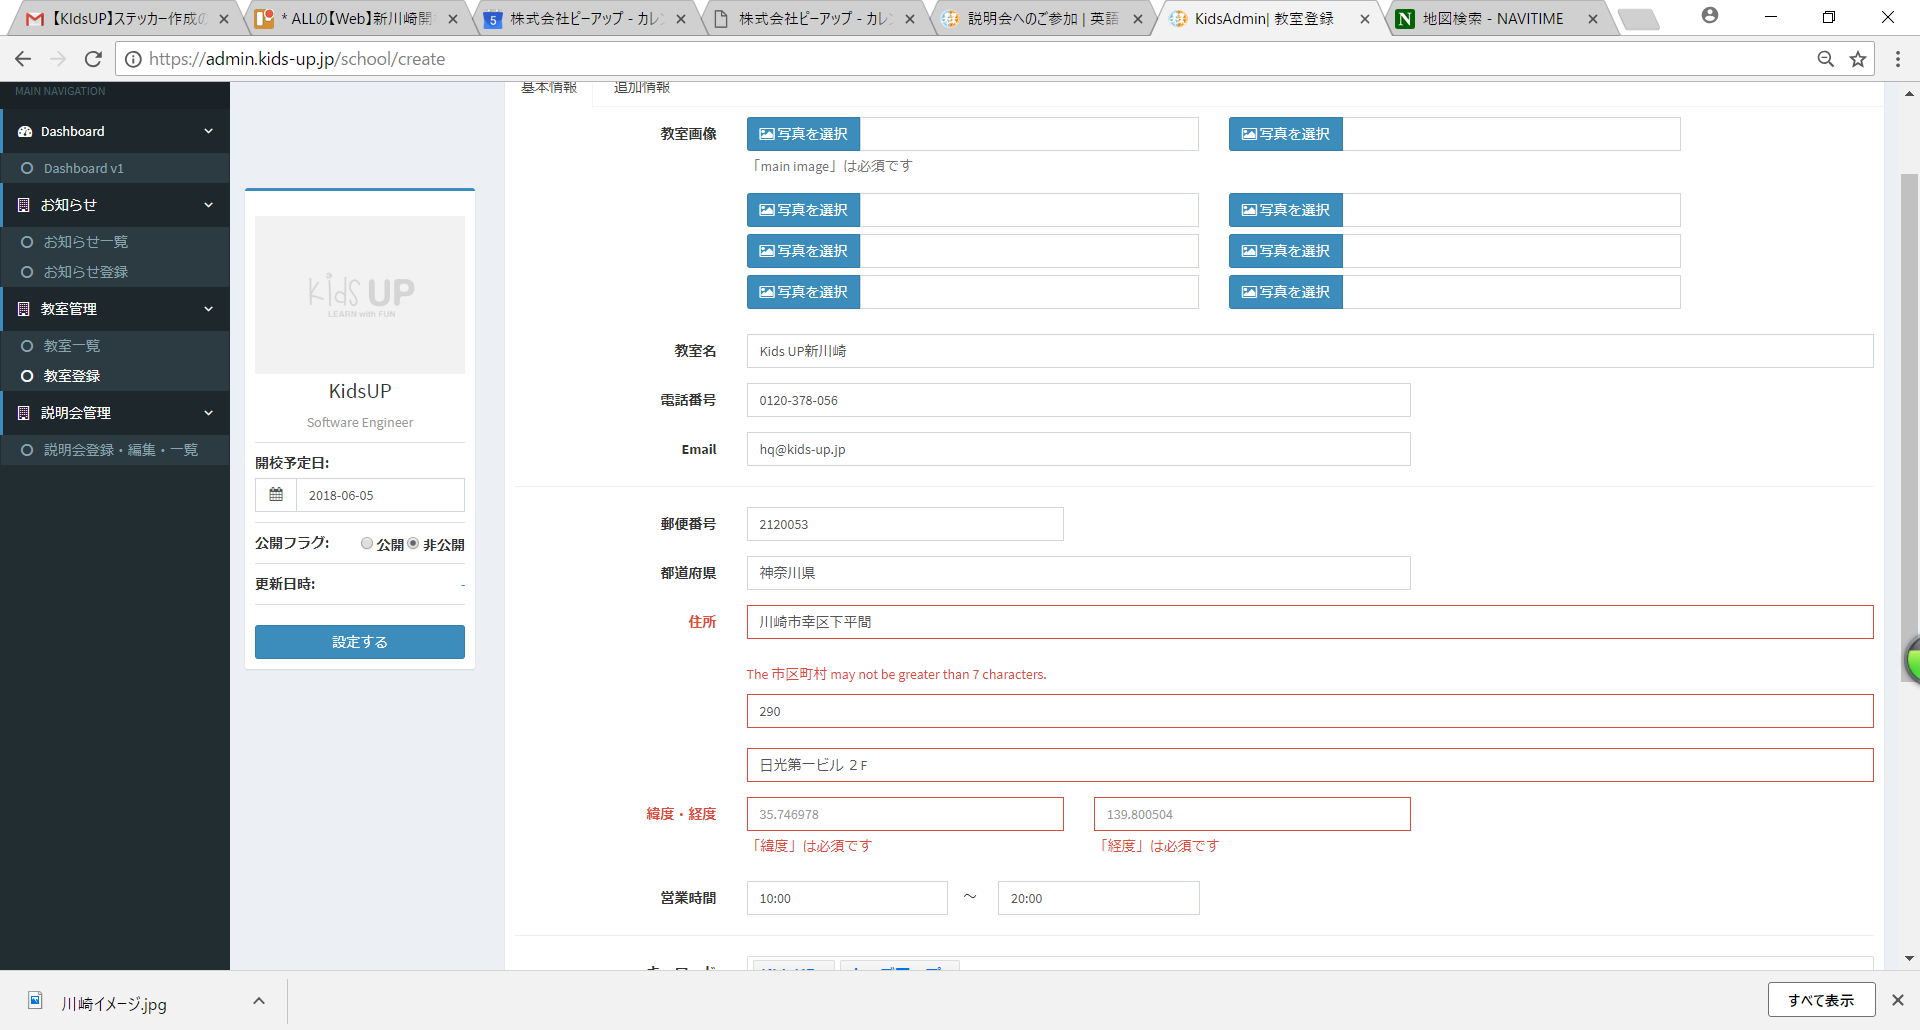 【KIdsUP】ステッカー作成の
* ALLの【Web】新川崎開
株式会社ピーアップ - カレン
株式会社ピーアップ - カレン
説明会へのご参加 | 英語
KidsAdmin| 教室登録
地図検索 - NAVITIME
https://admin.kids-up.jp/school/create
MAIN NAVIGATION
Dashboard
Dashboard v1
お知らせ
お知らせ一覧
お知らせ登録
教室管理
教室一覧
教室登録
説明会管理
説明会登録・編集・一覧
Kids UP
LEARN with FUN
KidsUP
Software Engineer
開校予定日:
2018-06-05
公開フラグ: 公開 非公開
更新日時: -
設定する
基本情報 追加情報
教室画像 写真を選択 写真を選択
「main image」は必須です
写真を選択 写真を選択
写真を選択 写真を選択
写真を選択 写真を選択
教室名 Kids UP新川崎
電話番号 0120-378-056
Email hq@kids-up.jp
郵便番号 2120053
都道府県 神奈川県
住所 川崎市幸区下平間
The 市区町村 may not be greater than 7 characters.
290
日光第一ビル ２F
緯度・経度 35.746978 139.800504
「緯度」は必須です 「経度」は必須です
営業時間 10:00 ～ 20:00
川崎イメージ.jpg
すべて表示